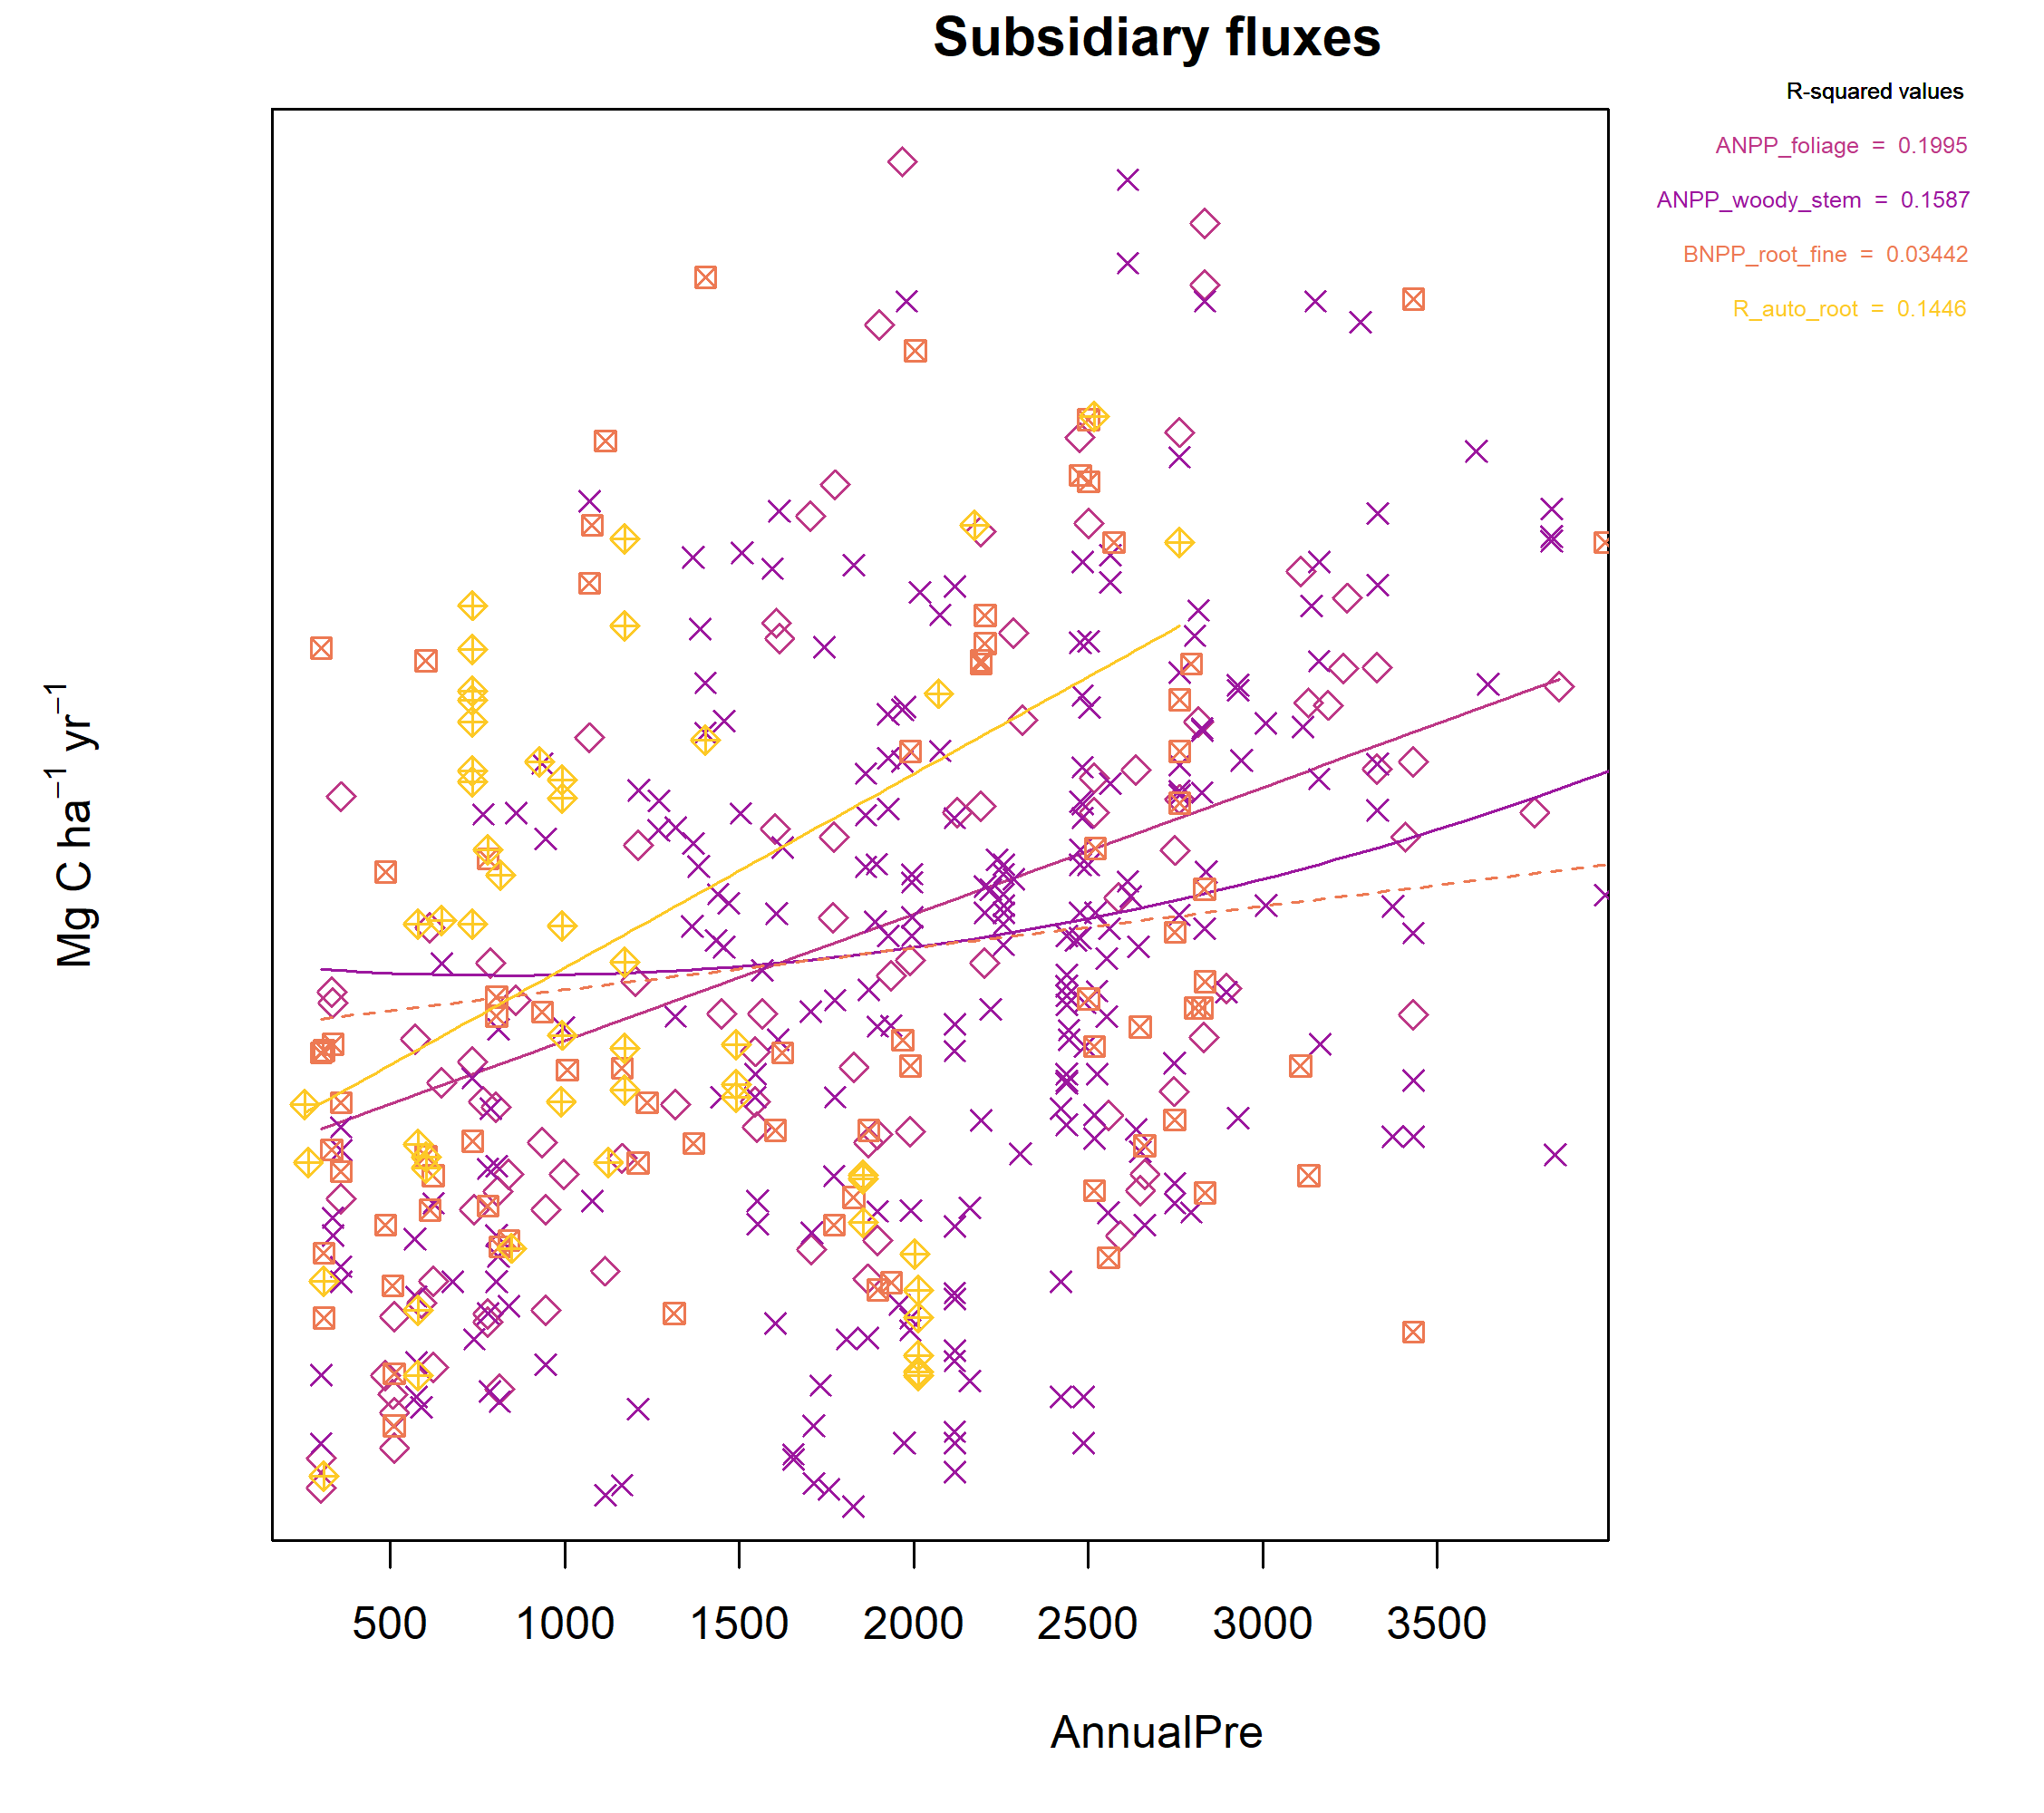 Subsidiary fluxes
R-squared values
ANPP_foliage = 0.1995
ANPP_woody_stem = 0.1587
BNPP_root_fine = 0.03442
R_auto_root = 0.1446
Mg C ha⁻¹ yr⁻¹
500 1000 1500 2000 2500 3000 3500
AnnualPre